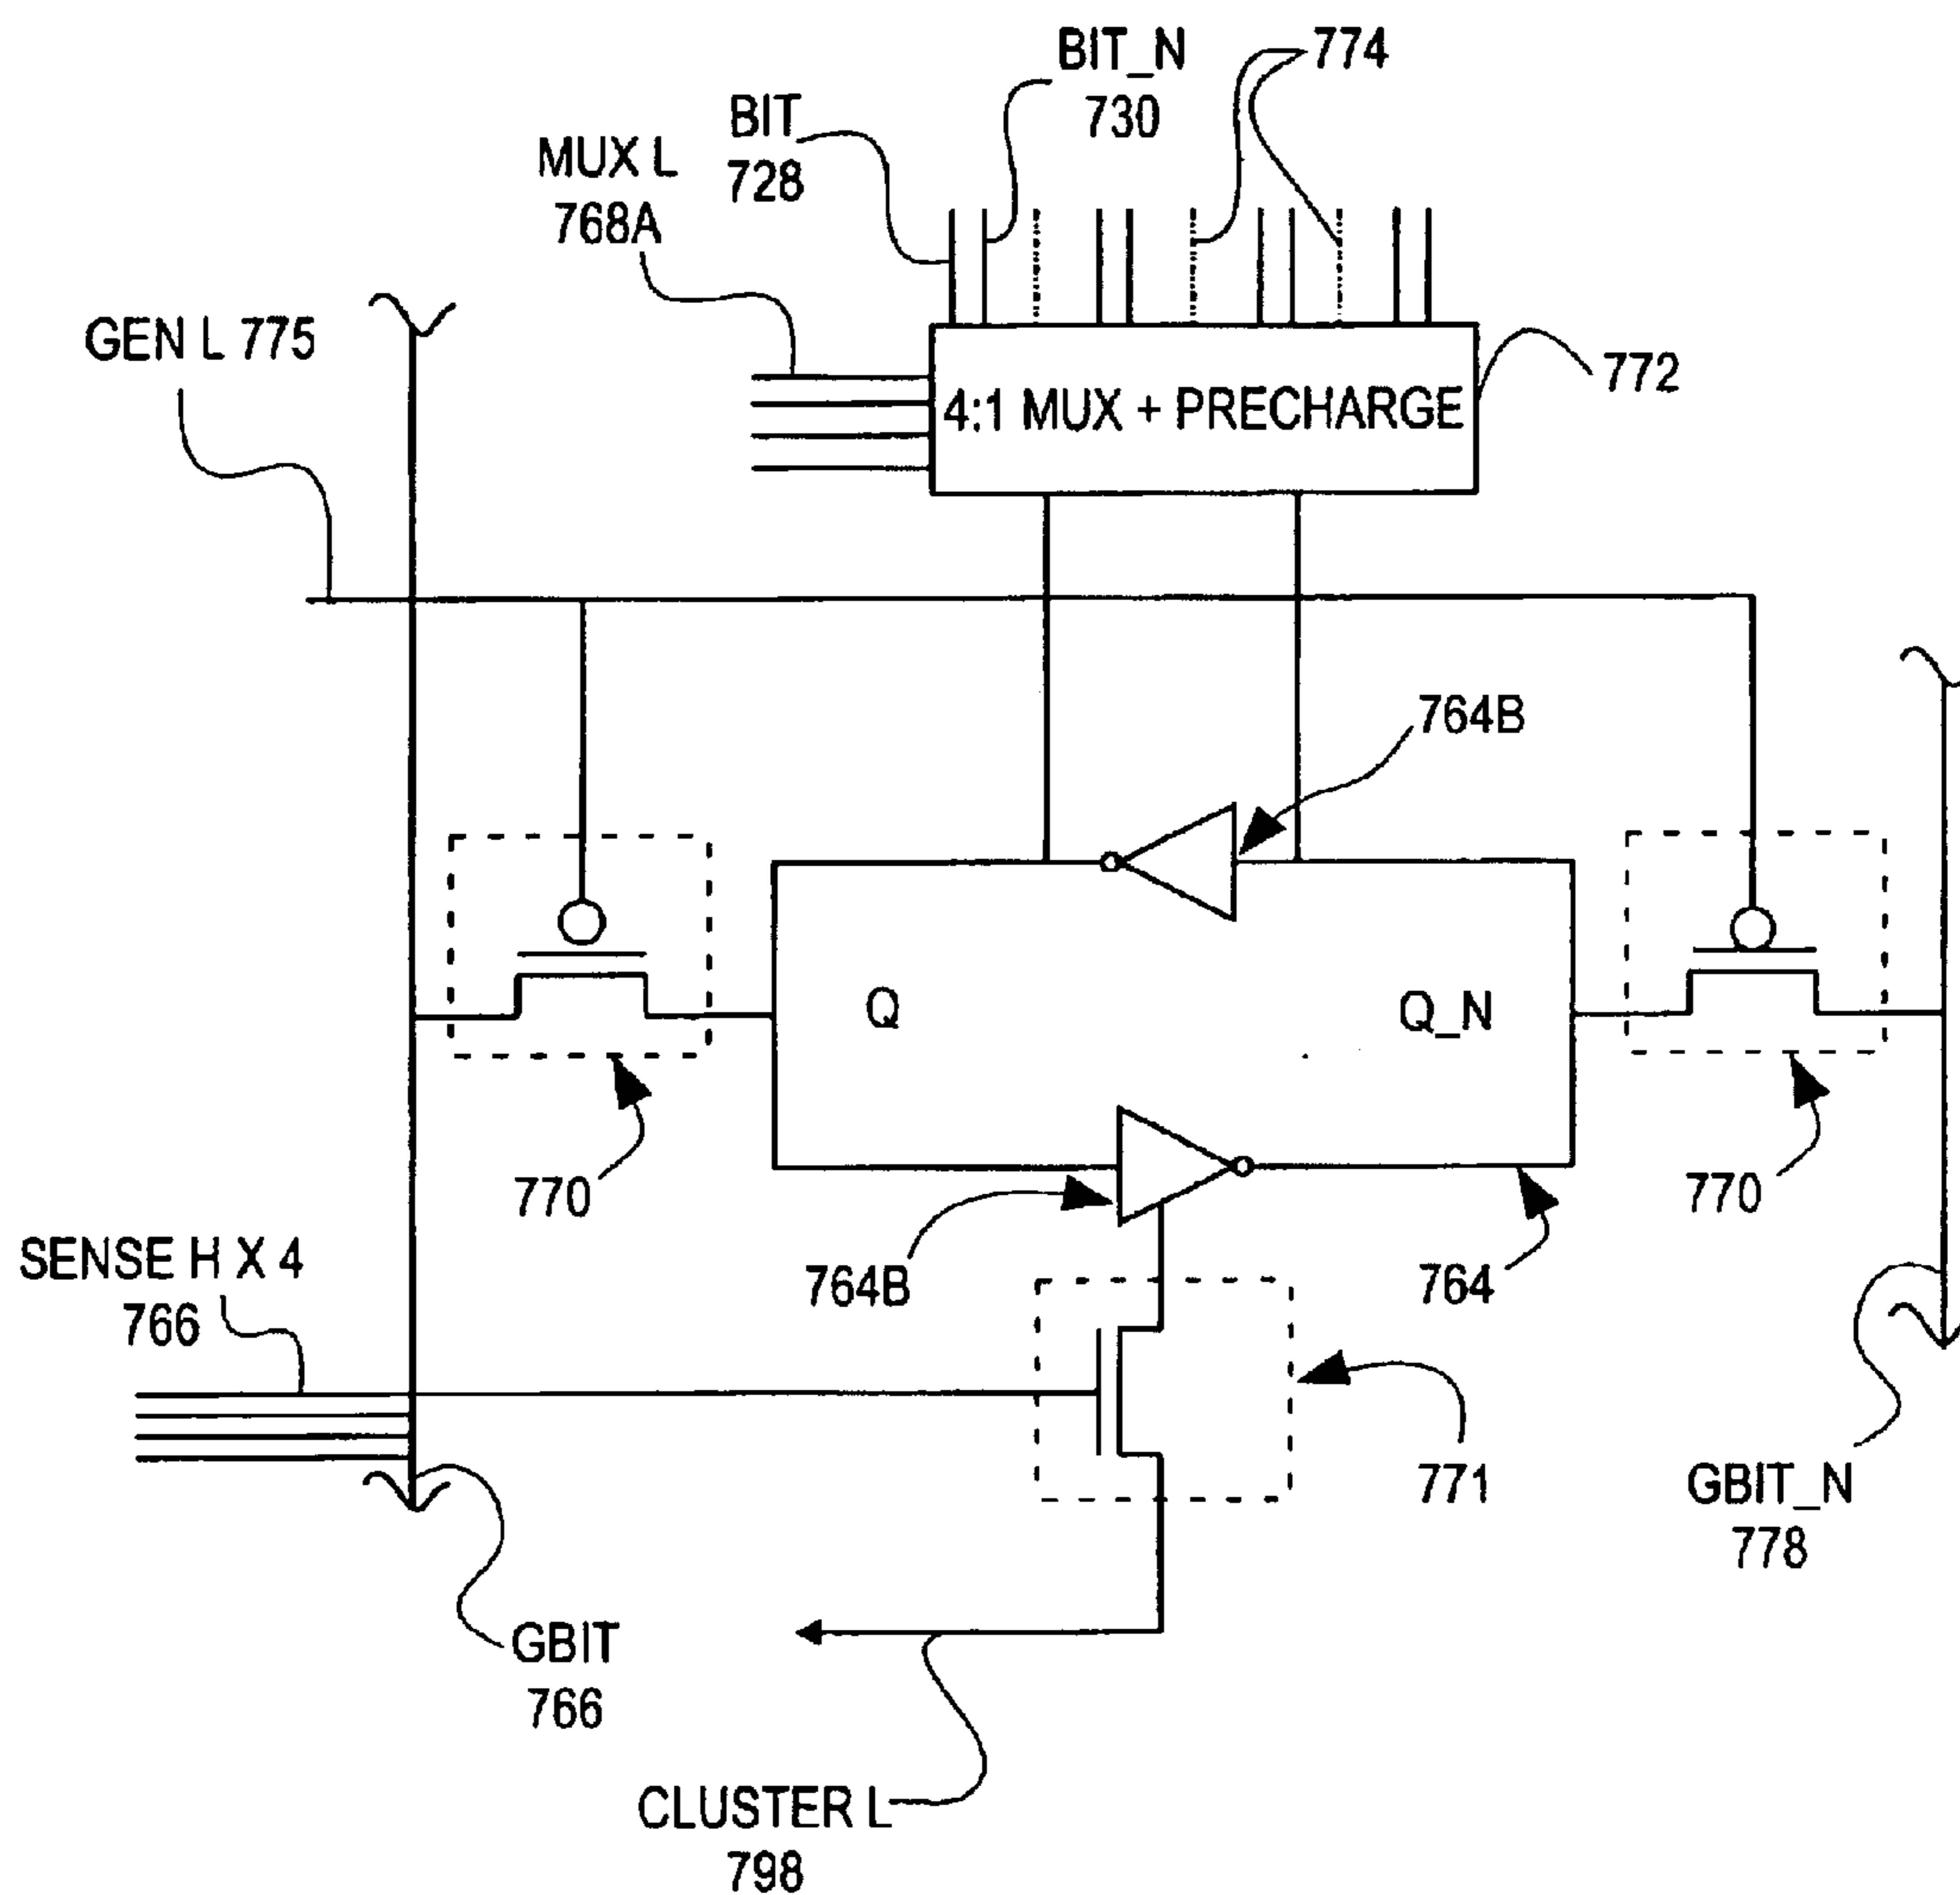 BIT_N
730
774
BIT
728
MUX L
768A
GEN L 775
4:1 MUX + PRECHARGE
772
764B
Q
Q_N
770
770
SENSE H X 4
766
764B
764
771
GBIT_N
778
GBIT
766
CLUSTER L
798